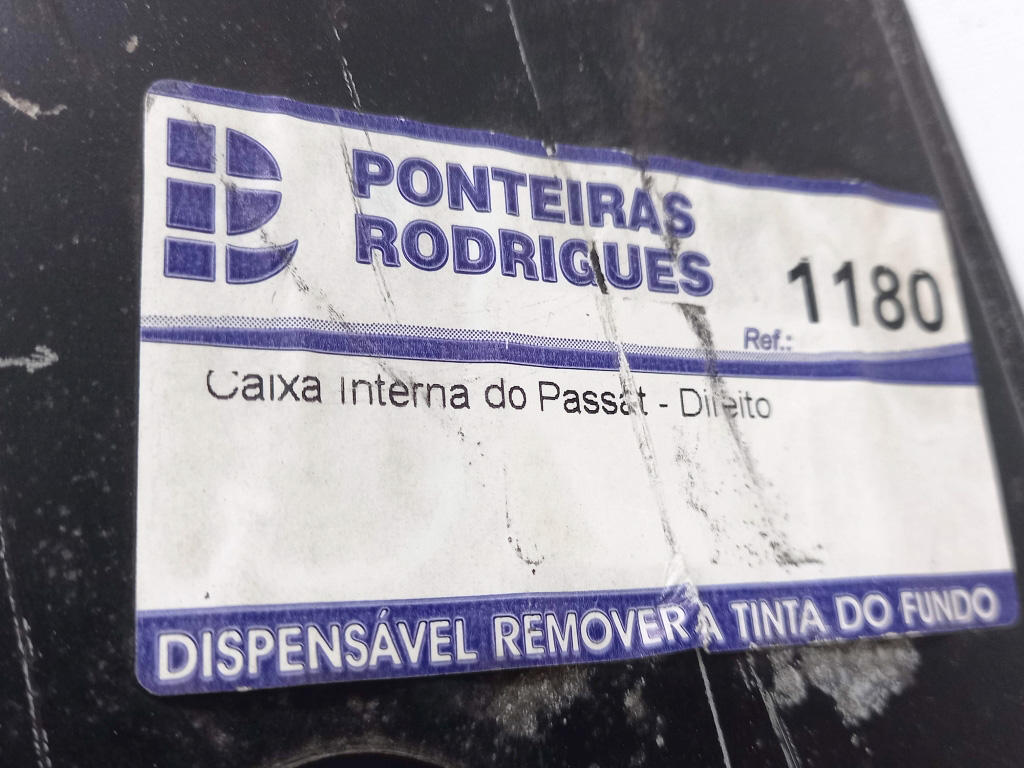 PONTEIRAS
RODRIGUES
Ref.: 1180
Caixa Interna do Passat - Direito
DISPENSÁVEL REMOVER A TINTA DO FUNDO